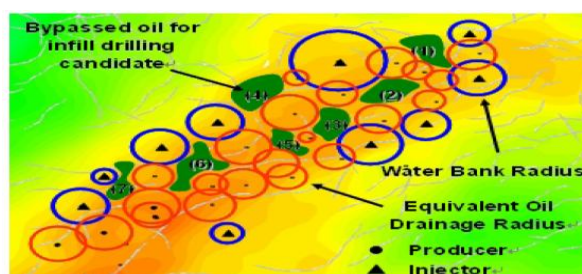 Bypassed oil for
infill drilling
candidate
(1)
(2)
(3)
(4)
(5)
(6)
(7)
Water Bank Radius
Equivalent Oil
Drainage Radius
Producer
Injector